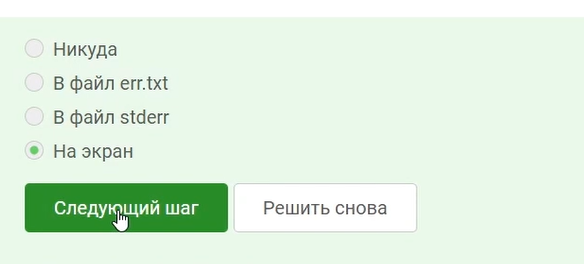 Никуда
В файл err.txt
В файл stderr
На экран
Следующий шаг
Решить снова